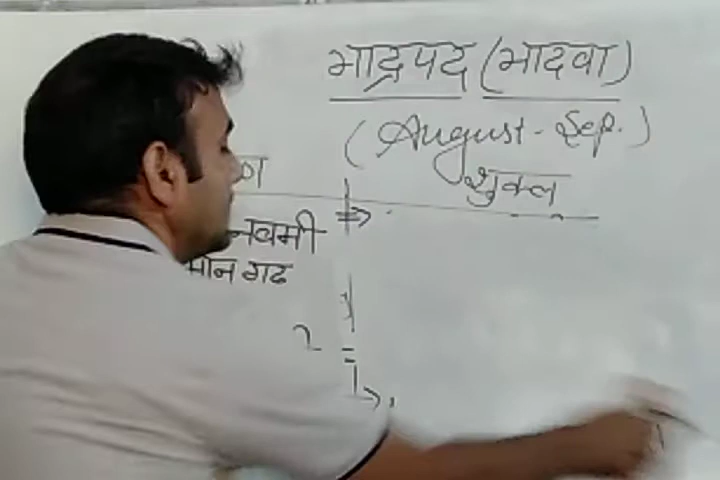 भाद्रपद (भादवा)
(August - Sep.)
शुक्ल
नवमी
गढ